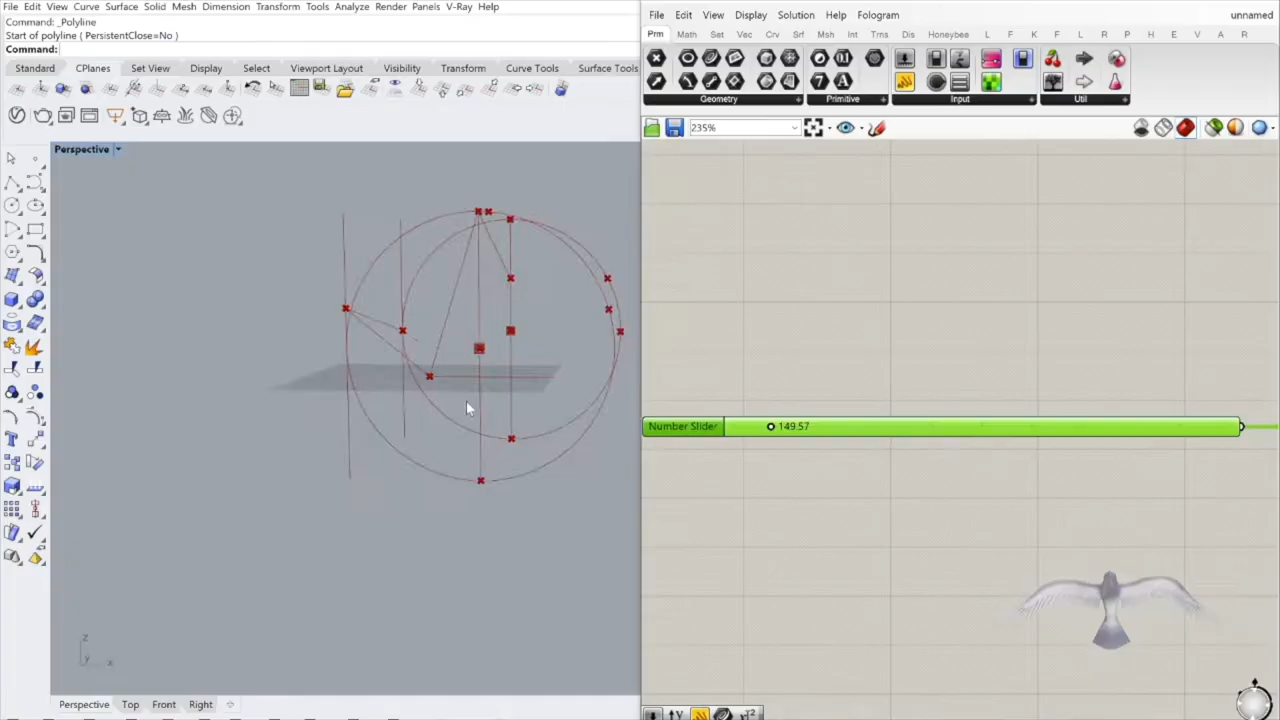 File Edit View Curve Surface Solid Mesh Dimension Transform Tools Analyze Render Panels V-Ray Help
Command: _Polyline
Start of polyline ( PersistentClose=No )
Command:
Standard CPlanes Set View Display Select Viewport Layout Visibility Transform Curve Tools Surface Tools
Perspective
z
y x
Perspective Top Front Right
File Edit View Display Solution Help Fologram unnamed
Prm Math Set Vec Crv Srf Msh Int Trns Dis Honeybee L F K F L R P H E V A R
Geometry Primitive Input Util
235%
Number Slider 149.57